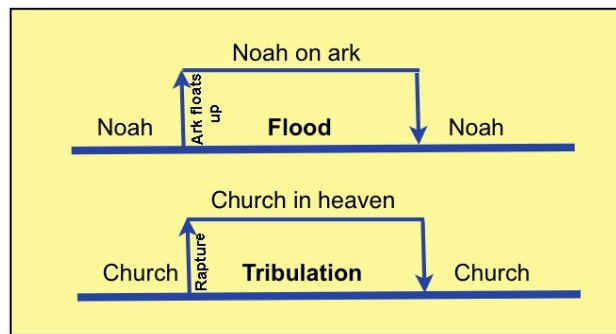 Noah on ark
Noah
Ark floats
up
Flood
Noah
Church in heaven
Church
Rapture
Tribulation
Church